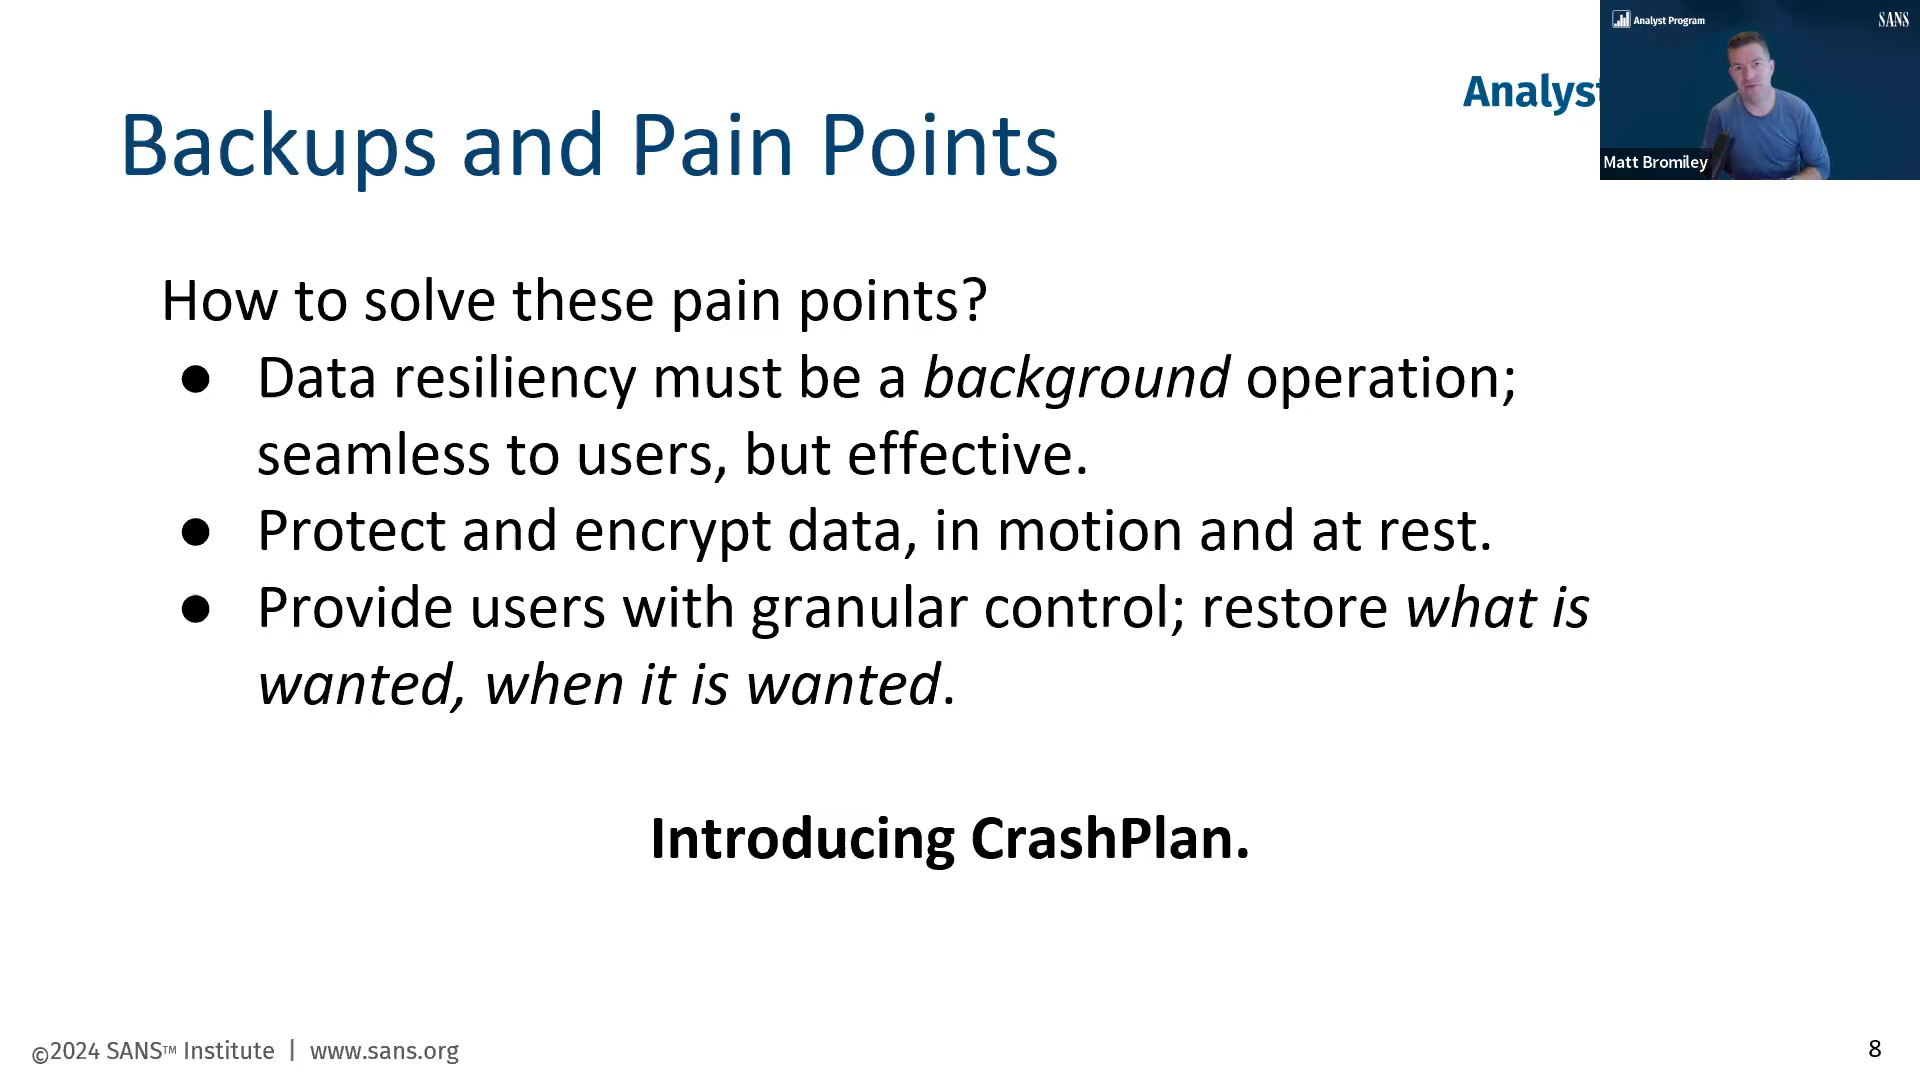 Analyst Program
SANS
Analyst
Matt Bromiley
Backups and Pain Points
How to solve these pain points?
● Data resiliency must be a background operation;
seamless to users, but effective.
● Protect and encrypt data, in motion and at rest.
● Provide users with granular control; restore what is
wanted, when it is wanted.
Introducing CrashPlan.
©2024 SANS™ Institute | www.sans.org
8